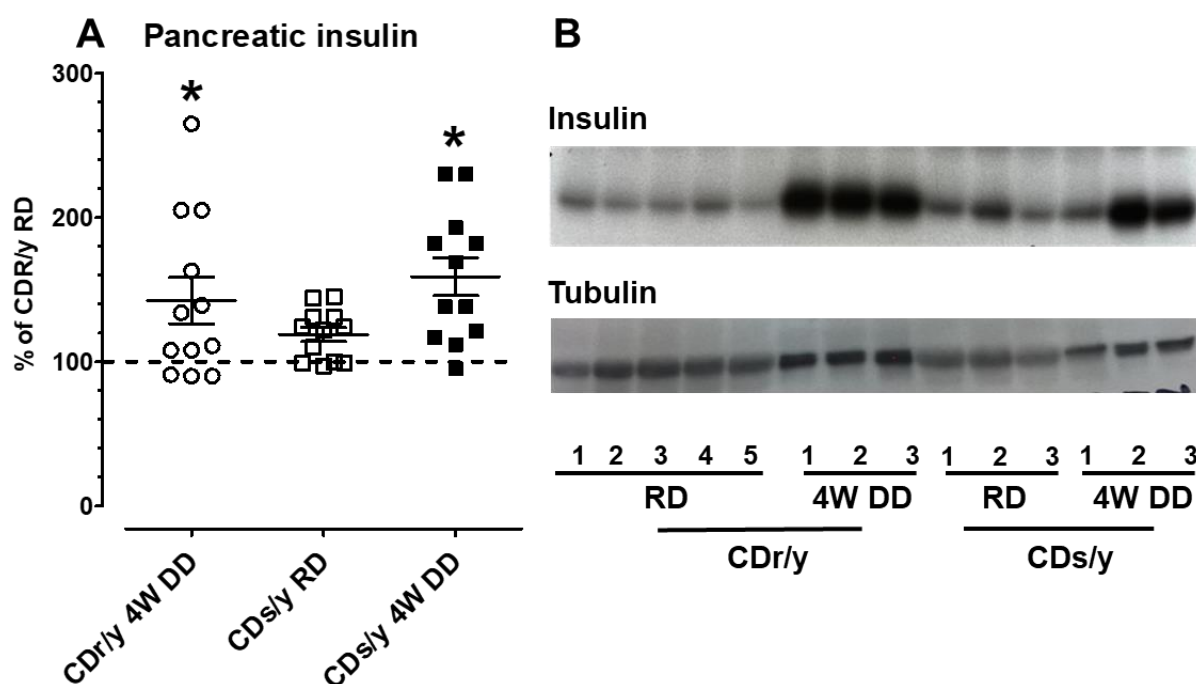 A Pancreatic insulin
% of CDR/y RD
300
200
100
0
*
*
CDr/y 4W DD
CDs/y RD
CDs/y 4W DD
B
Insulin
Tubulin
1 2 3 4 5 1 2 3 1 2 3 1 2 3
RD 4W DD RD 4W DD
CDr/y CDs/y